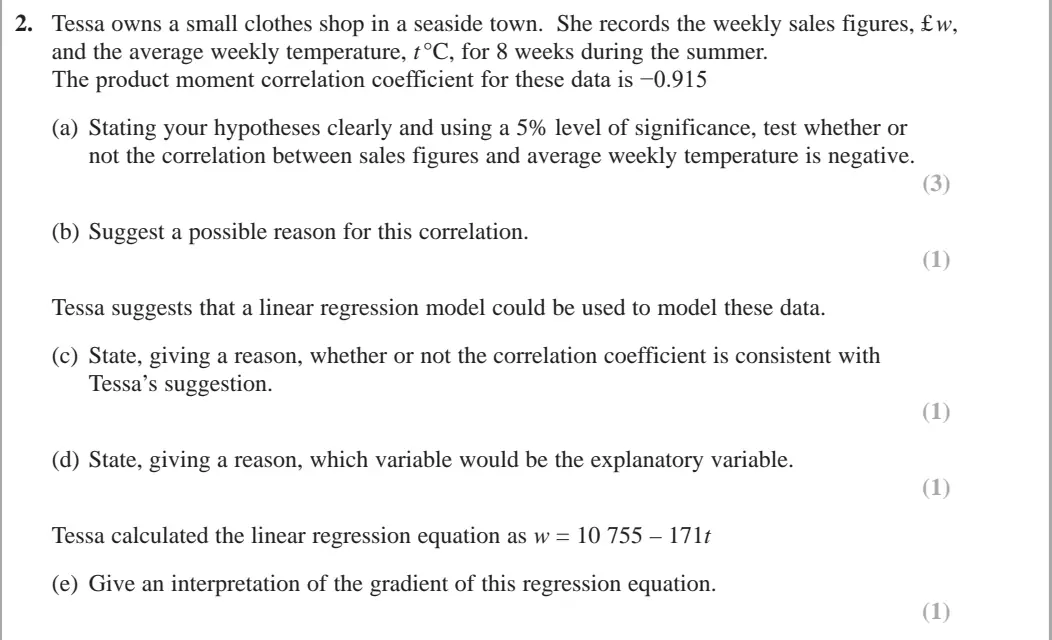 2. Tessa owns a small clothes shop in a seaside town. She records the weekly sales figures, £w,
and the average weekly temperature, t °C, for 8 weeks during the summer.
The product moment correlation coefficient for these data is −0.915
(a) Stating your hypotheses clearly and using a 5% level of significance, test whether or
not the correlation between sales figures and average weekly temperature is negative.
(3)
(b) Suggest a possible reason for this correlation.
(1)
Tessa suggests that a linear regression model could be used to model these data.
(c) State, giving a reason, whether or not the correlation coefficient is consistent with
Tessa’s suggestion.
(1)
(d) State, giving a reason, which variable would be the explanatory variable.
(1)
Tessa calculated the linear regression equation as w = 10 755 – 171t
(e) Give an interpretation of the gradient of this regression equation.
(1)